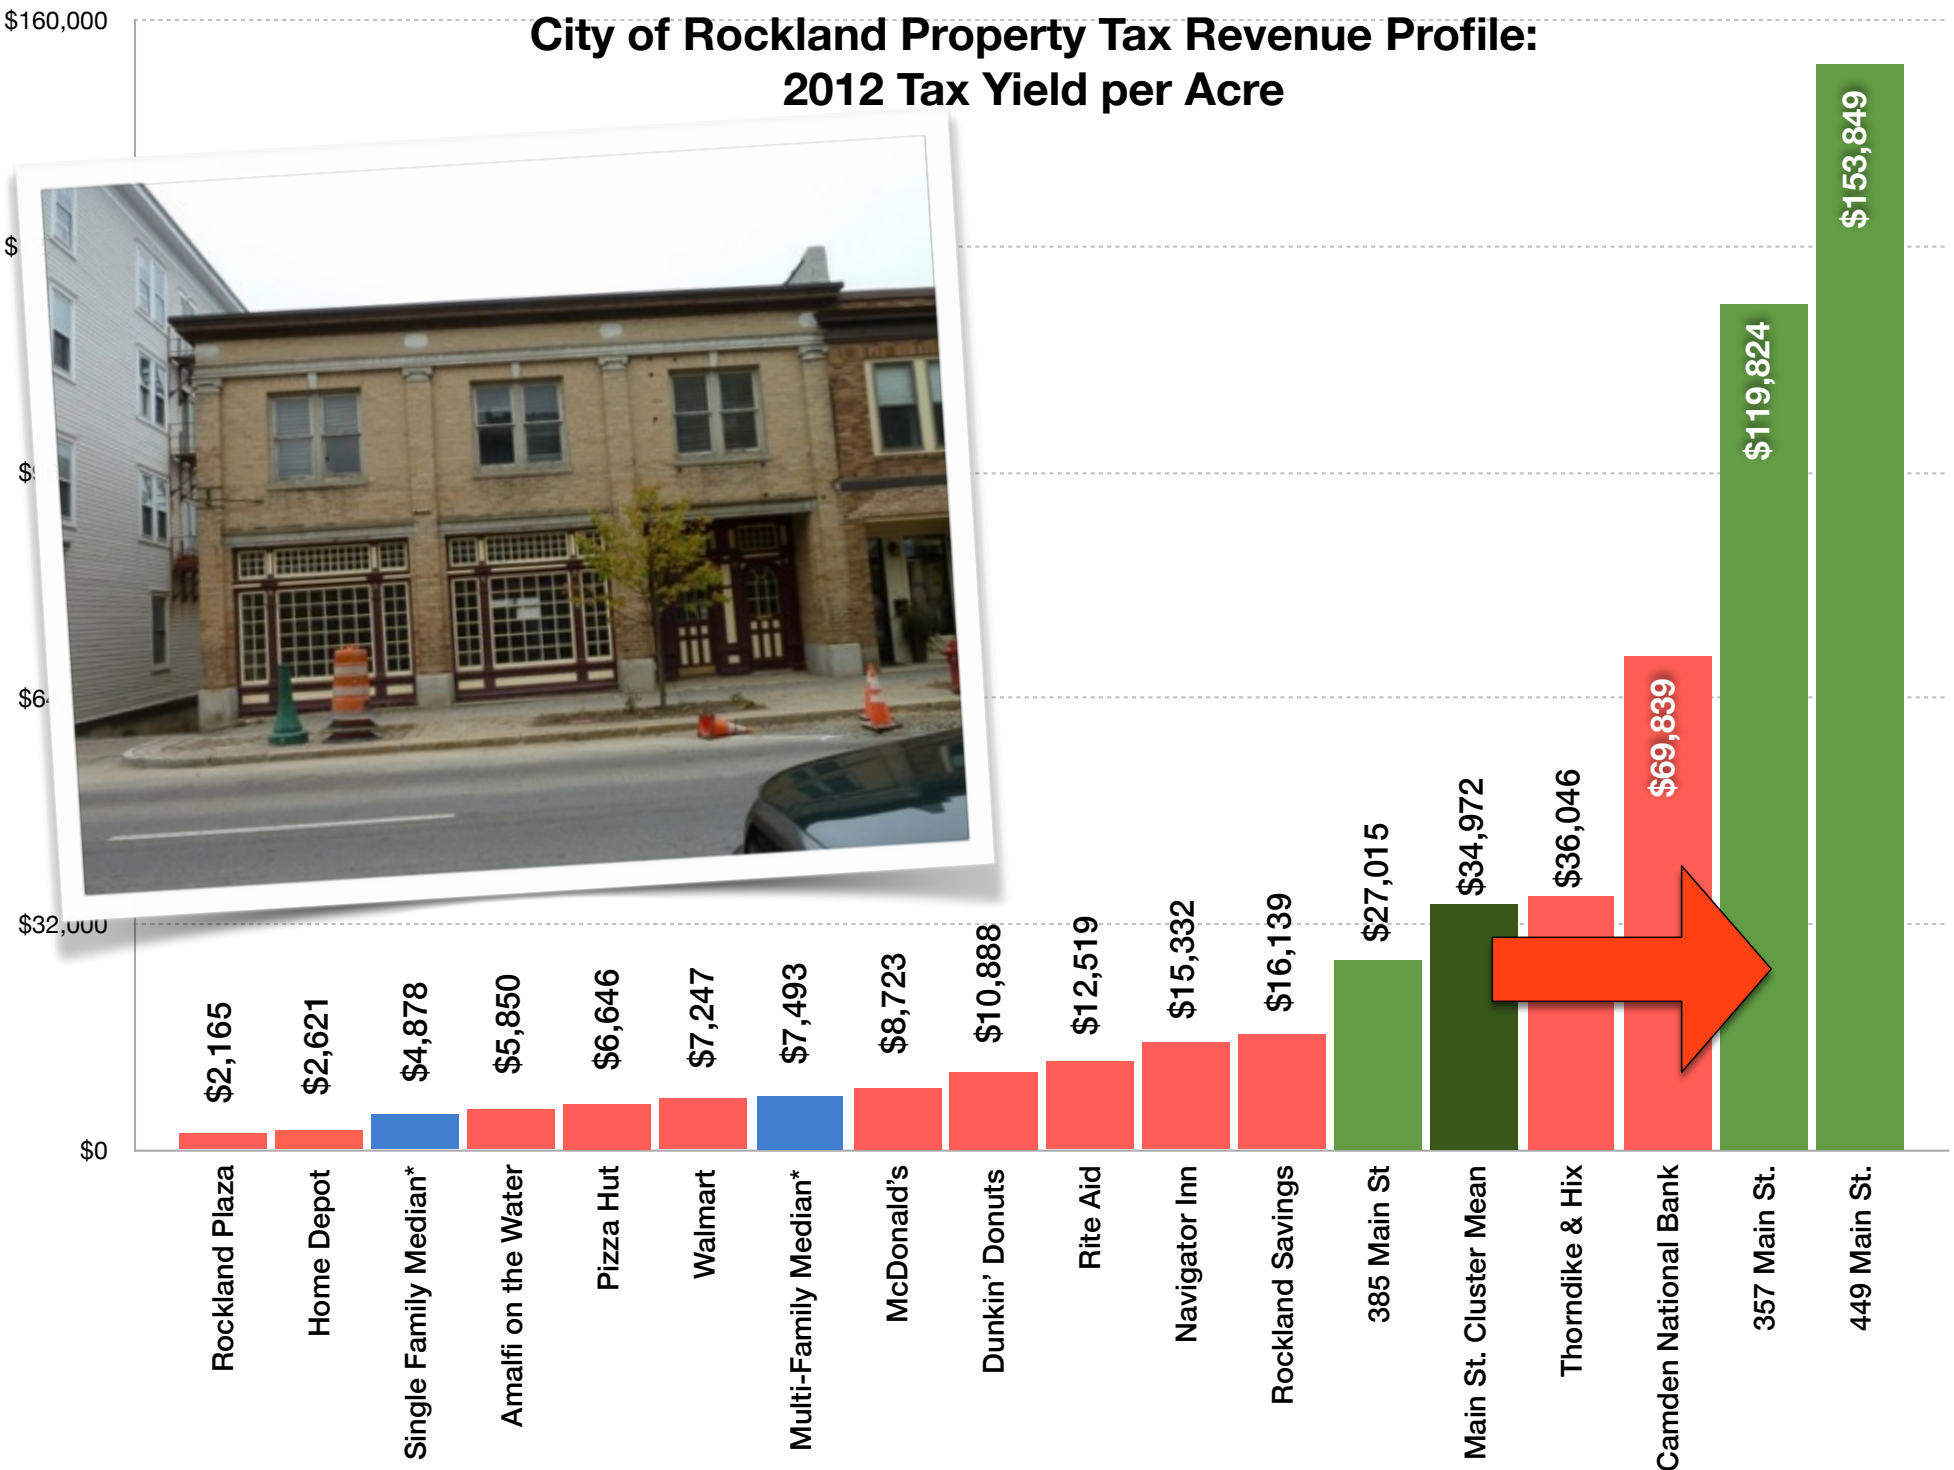 City of Rockland Property Tax Revenue Profile:
2012 Tax Yield per Acre
$160,000
$
$32,000
$0
$2,165
$2,621
$4,878
$5,850
$6,646
$7,247
$7,493
$8,723
$10,888
$12,519
$15,332
$16,139
$27,015
$34,972
$36,046
$69,839
$119,824
$153,849
Rockland Plaza
Home Depot
Single Family Median*
Amalfi on the Water
Pizza Hut
Walmart
Multi-Family Median*
McDonald’s
Dunkin’ Donuts
Rite Aid
Navigator Inn
Rockland Savings
385 Main St
Main St. Cluster Mean
Thorndike & Hix
Camden National Bank
357 Main St.
449 Main St.